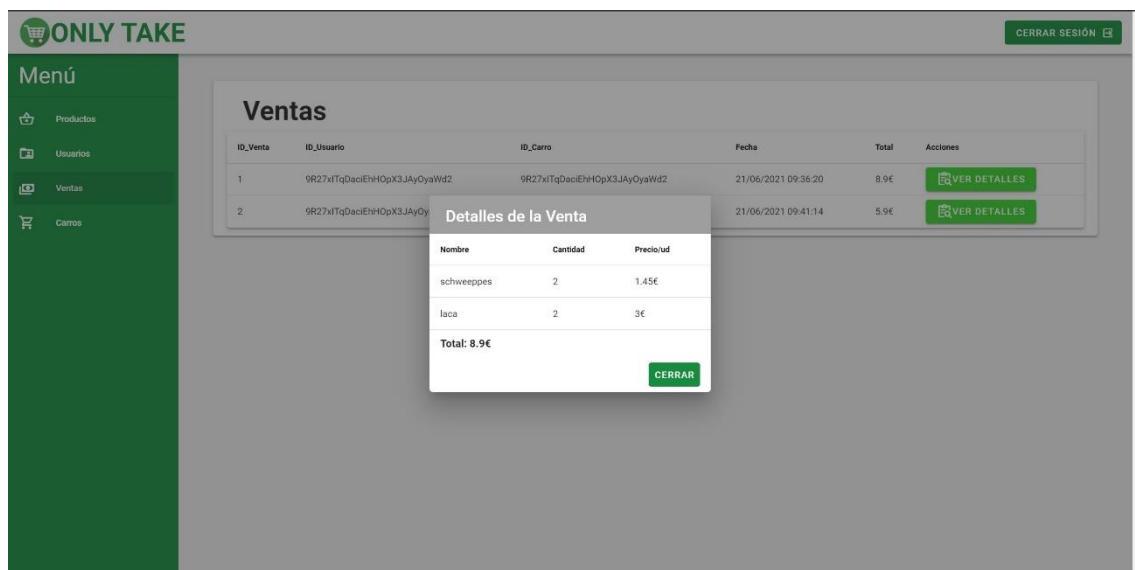 ONLY TAKE
CERRAR SESIÓN
Menú
Productos
Usuarios
Ventas
Carros
Ventas
ID_Venta ID_Usuario ID_Carro Fecha Total Acciones
1 9R27xITqDaciEhHOpX3JAyOyaWd2 9R27xITqDaciEhHOpX3JAyOyaWd2 21/06/2021 09:36:20 8.9€ VER DETALLES
2 9R27xITqDaciEhHOpX3JAyOy 21/06/2021 09:41:14 5.9€ VER DETALLES
Detalles de la Venta
Nombre Cantidad Precio/ud
schweeppes 2 1.45€
laca 2 3€
Total: 8.9€
CERRAR